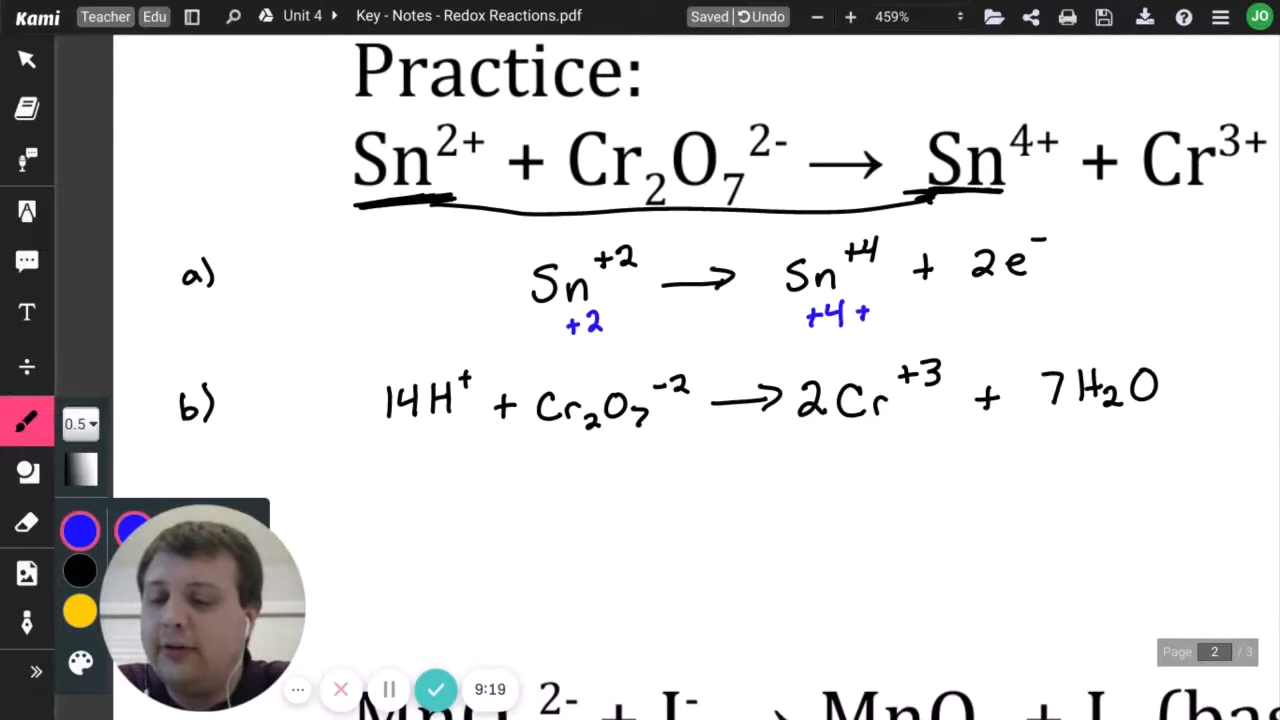 Kami Teacher Edu Unit 4 Key - Notes - Redox Reactions.pdf Saved Undo 459% JO
Practice:
Sn²⁺ + Cr₂O₇²⁻ → Sn⁴⁺ + Cr³⁺
a) Sn⁺² → Sn⁺⁴ + 2e⁻
+2 +4 +
b) 14H⁺ + Cr₂O₇⁻² → 2Cr⁺³ + 7H₂O
0.5
Page 2 / 3
9:19